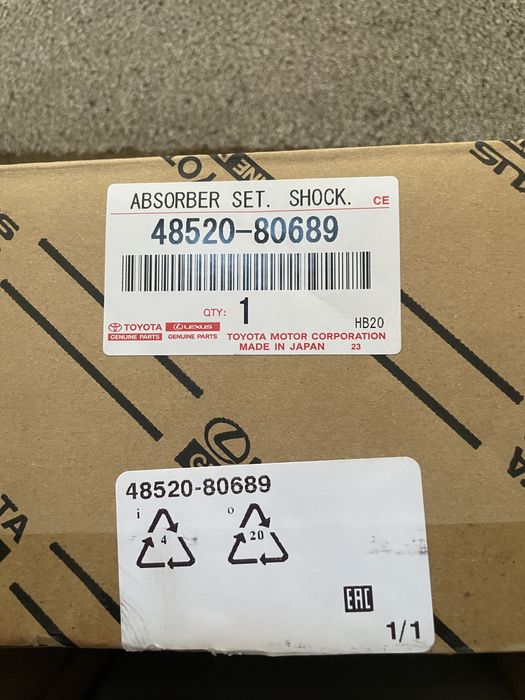 ABSORBER SET. SHOCK. CE
48520-80689
QTY: 1
HB20
TOYOTA LEXUS
GENUINE PARTS GENUINE PARTS
TOYOTA MOTOR CORPORATION
MADE IN JAPAN 23
48520-80689
i o
4 20
EAC
1/1